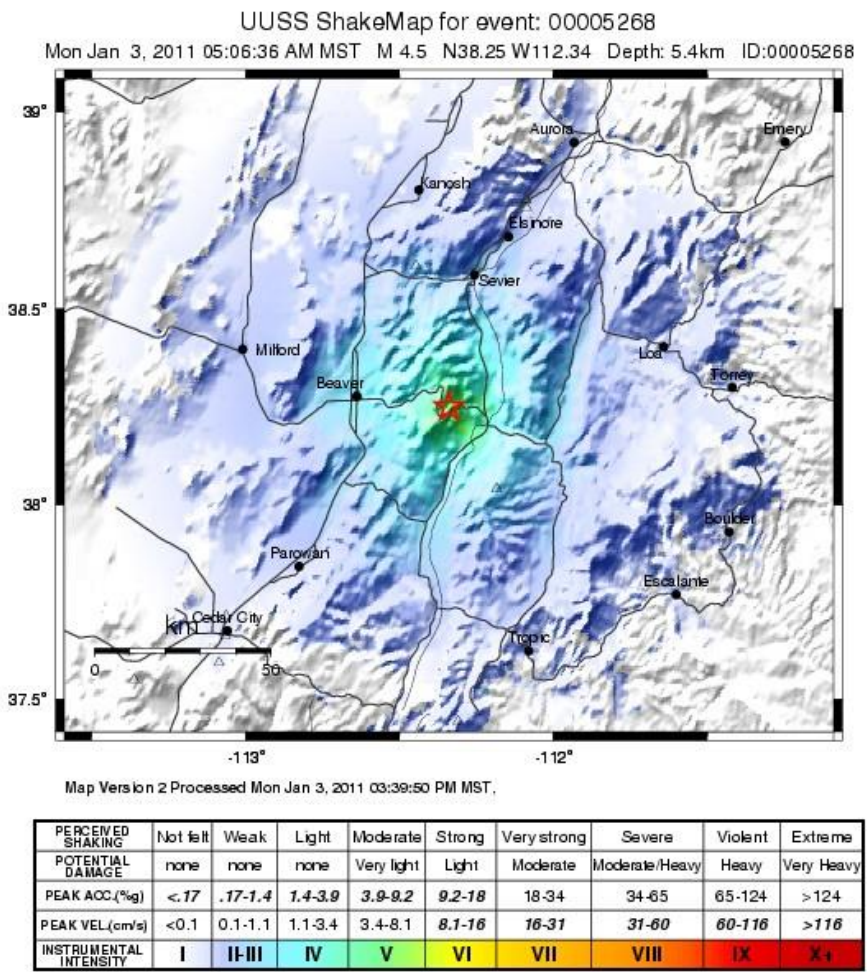 UUSS ShakeMap for event: 00005268
Mon Jan 3, 2011 05:06:36 AM MST M 4.5 N38.25 W112.34 Depth: 5.4km ID:00005268
39°
Aurora
Emery
Kanosh
Elsinore
Sevier
38.5°
Milford
Loa
Beaver
Torrey
38°
Boulder
Parowan
Escalante
km
Cedar City
Tropic
0
50
37.5°
-113°
-112°
Map Version 2 Processed Mon Jan 3, 2011 03:39:50 PM MST,
PERCEIVED SHAKING Not felt Weak Light Moderate Strong Very strong Severe Violent Extreme
POTENTIAL DAMAGE none none none Very light Light Moderate Moderate/Heavy Heavy Very Heavy
PEAK ACC.(%g) <.17 .17-1.4 1.4-3.9 3.9-9.2 9.2-18 18-34 34-65 65-124 >124
PEAK VEL.(cm/s) <0.1 0.1-1.1 1.1-3.4 3.4-8.1 8.1-16 16-31 31-60 60-116 >116
INSTRUMENTAL INTENSITY I II-III IV V VI VII VIII IX X+